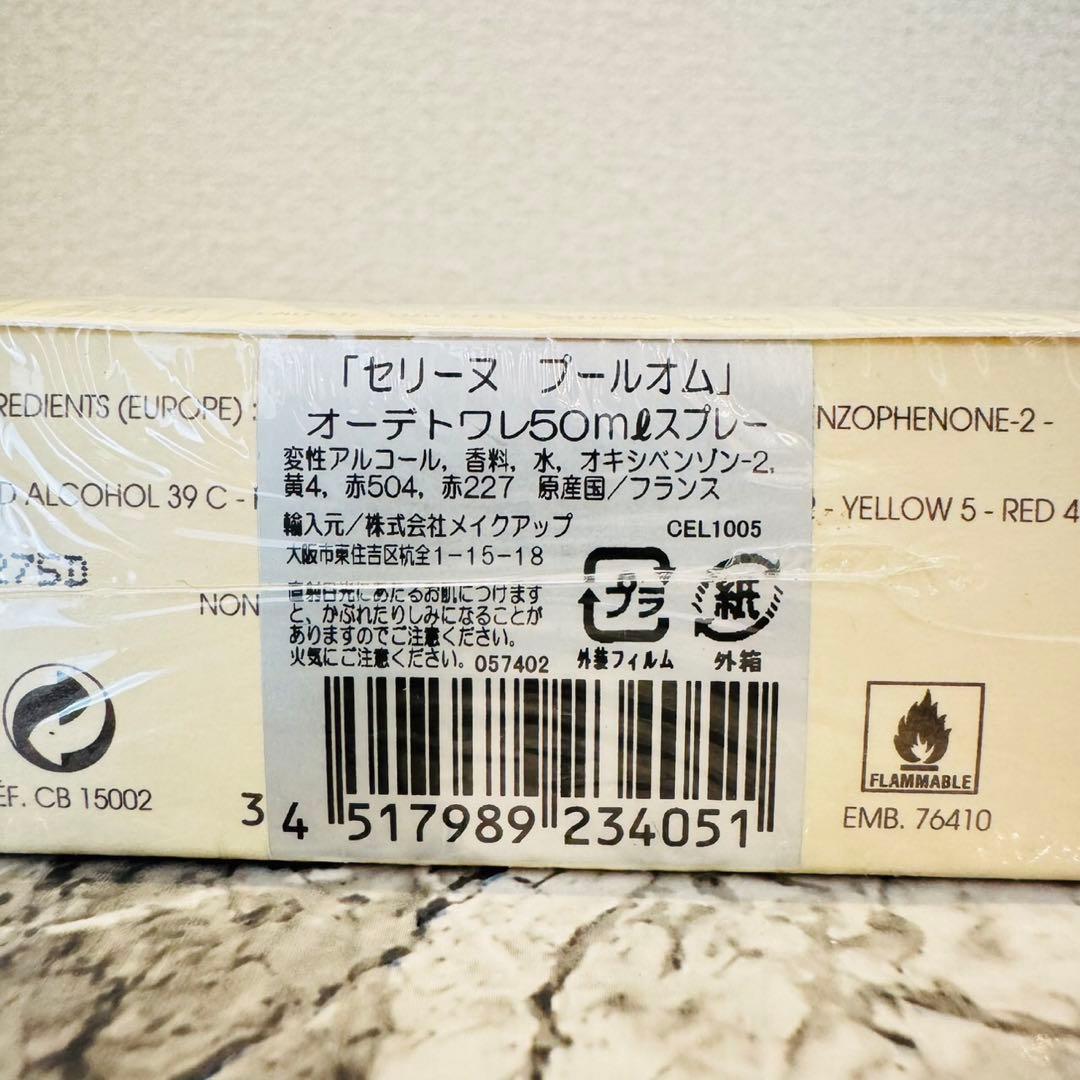 「セリーヌ　プールオム」
オーデトワレ50mℓスプレー
変性アルコール, 香料, 水, オキシベンゾン-2,
黄4, 赤504, 赤227　原産国/フランス
輸入元/株式会社メイクアップ　CEL1005
大阪市東住吉区杭全1-15-18
直射日光にあたるお肌につけます
と、かぶれたりしみになることが
ありますのでご注意ください。
火気にご注意ください。057402
プラ
外装フィルム
紙
外箱
4 517989 234051
REDIENTS (EUROPE) :
NZOPHENONE-2 -
D ALCOHOL 39 C -
2 - YELLOW 5 - RED 4
NON
ÉF. CB 15002
3
FLAMMABLE
EMB. 76410